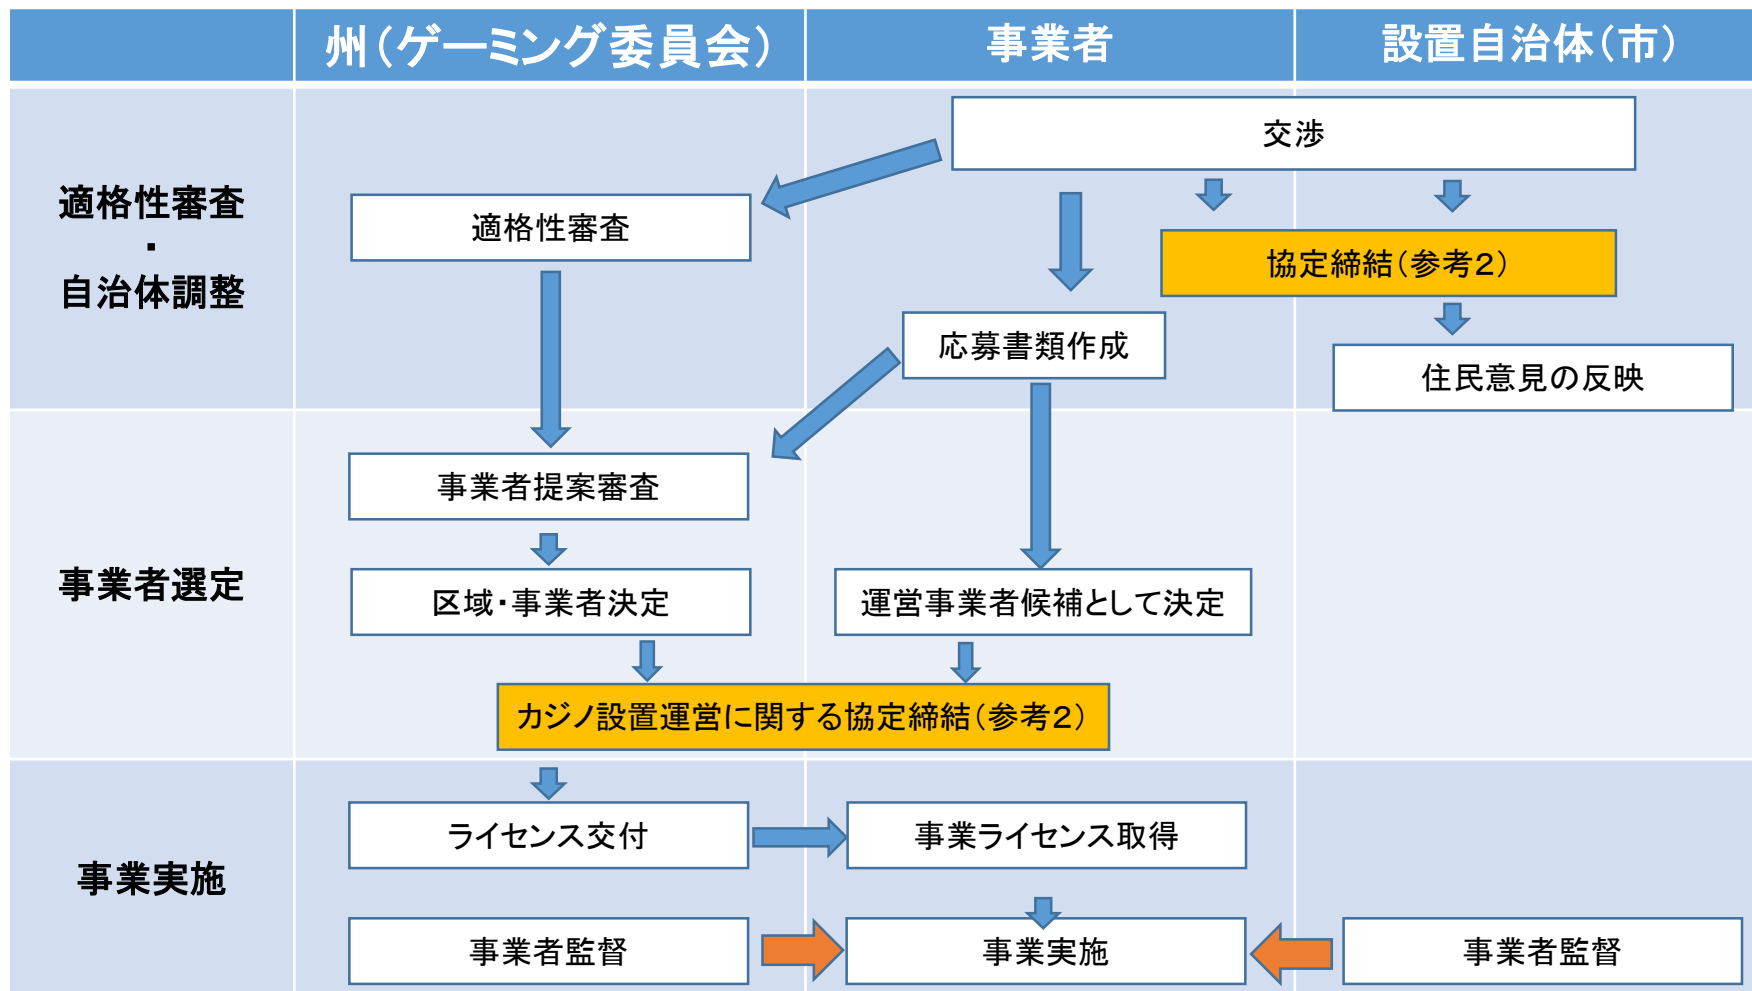 州（ゲーミング委員会）
事業者
設置自治体（市）
適格性審査
・
自治体調整
交渉
適格性審査
協定締結（参考２）
応募書類作成
住民意見の反映
事業者選定
事業者提案審査
区域・事業者決定
運営事業者候補として決定
カジノ設置運営に関する協定締結（参考２）
事業実施
ライセンス交付
事業ライセンス取得
事業者監督
事業実施
事業者監督